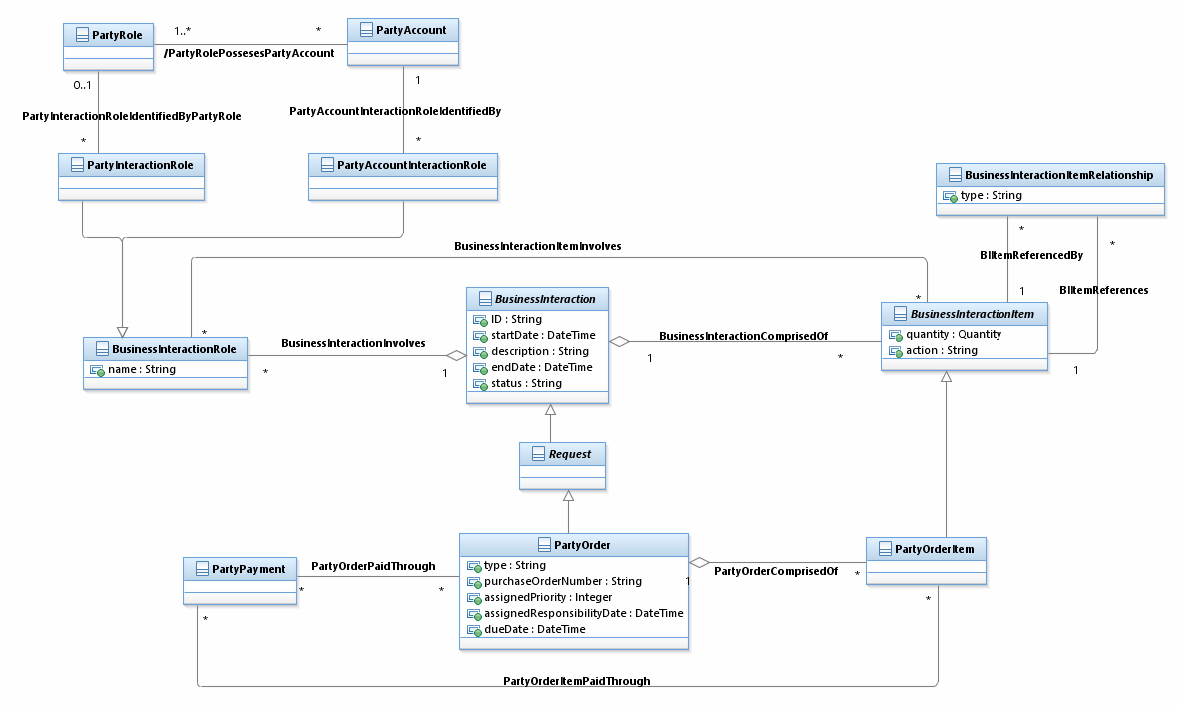 PartyRole
1..*
*
PartyAccount
/PartyRolePossesesPartyAccount
0..1
1
PartyInteractionRoleIdentifiedByPartyRole
PartyAccountInteractionRoleIdentifiedBy
*
*
PartyInteractionRole
PartyAccountInteractionRole
BusinessInteractionItemRelationship
type : String
*
*
BusinessInteractionItemInvolves
BIItemReferencedBy
1
BIItemReferences
*
*
BusinessInteraction
ID : String
startDate : DateTime
description : String
endDate : DateTime
status : String
BusinessInteractionItem
quantity : Quantity
action : String
BusinessInteractionRole
name : String
BusinessInteractionInvolves
*
1
BusinessInteractionComprisedOf
1
*
1
Request
PartyOrder
type : String
purchaseOrderNumber : String
assignedPriority : Integer
assignedResponsibilityDate : DateTime
dueDate : DateTime
PartyOrderItem
PartyPayment
PartyOrderPaidThrough
*
*
1
PartyOrderComprisedOf
*
*
*
PartyOrderItemPaidThrough